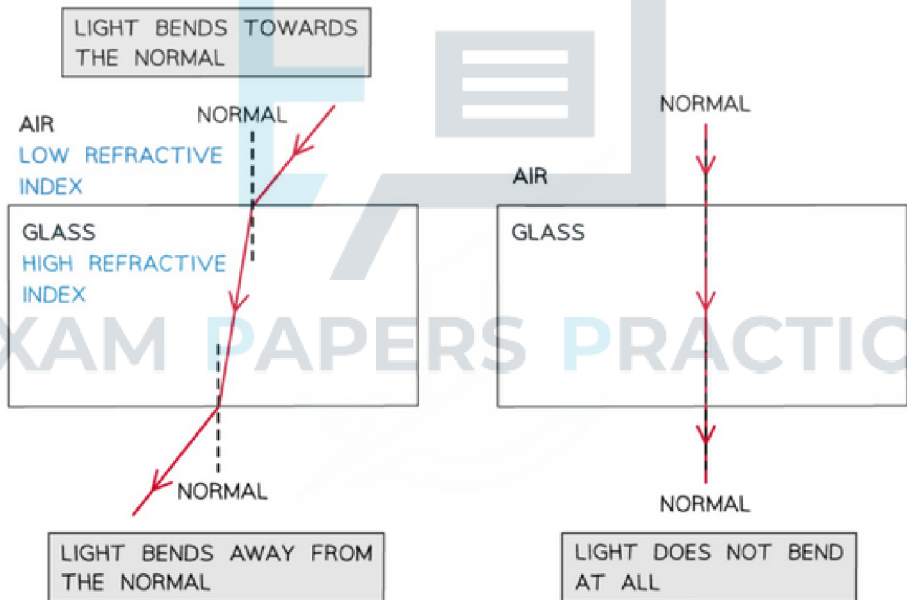 LIGHT BENDS TOWARDS
THE NORMAL
NORMAL
AIR
LOW REFRACTIVE
INDEX
GLASS
HIGH REFRACTIVE
INDEX
NORMAL
LIGHT BENDS AWAY FROM
THE NORMAL
NORMAL
AIR
GLASS
NORMAL
LIGHT DOES NOT BEND
AT ALL
XAM PAPERS PRACTIC